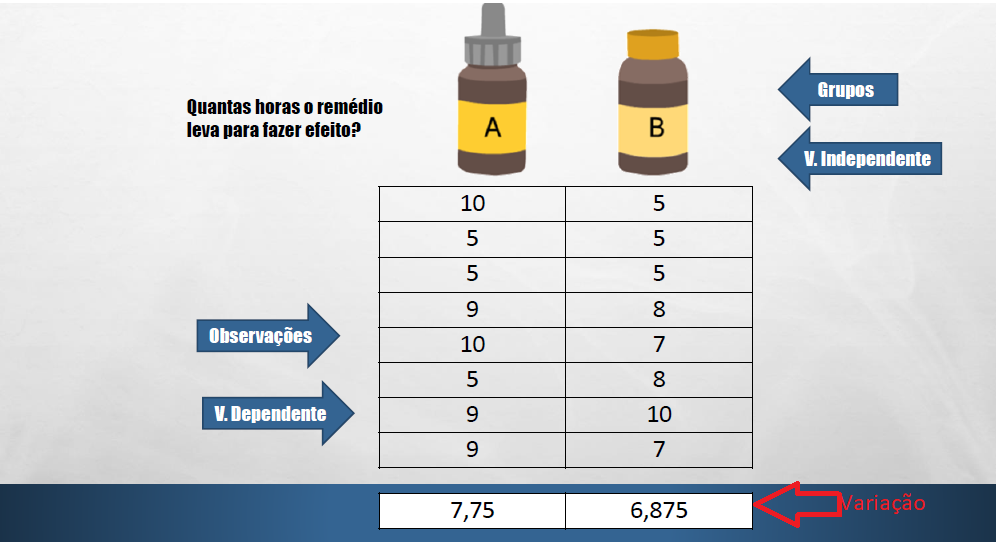 Quantas horas o remédio
leva para fazer efeito?
A
B
Grupos
V. Independente
10 5
5 5
5 5
9 8
Observações
10 7
5 8
V. Dependente
9 10
9 7
7,75 6,875
Variação